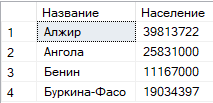 Название Население
1 Алжир 39813722
2 Ангола 25831000
3 Бенин 11167000
4 Буркина-Фасо 19034397